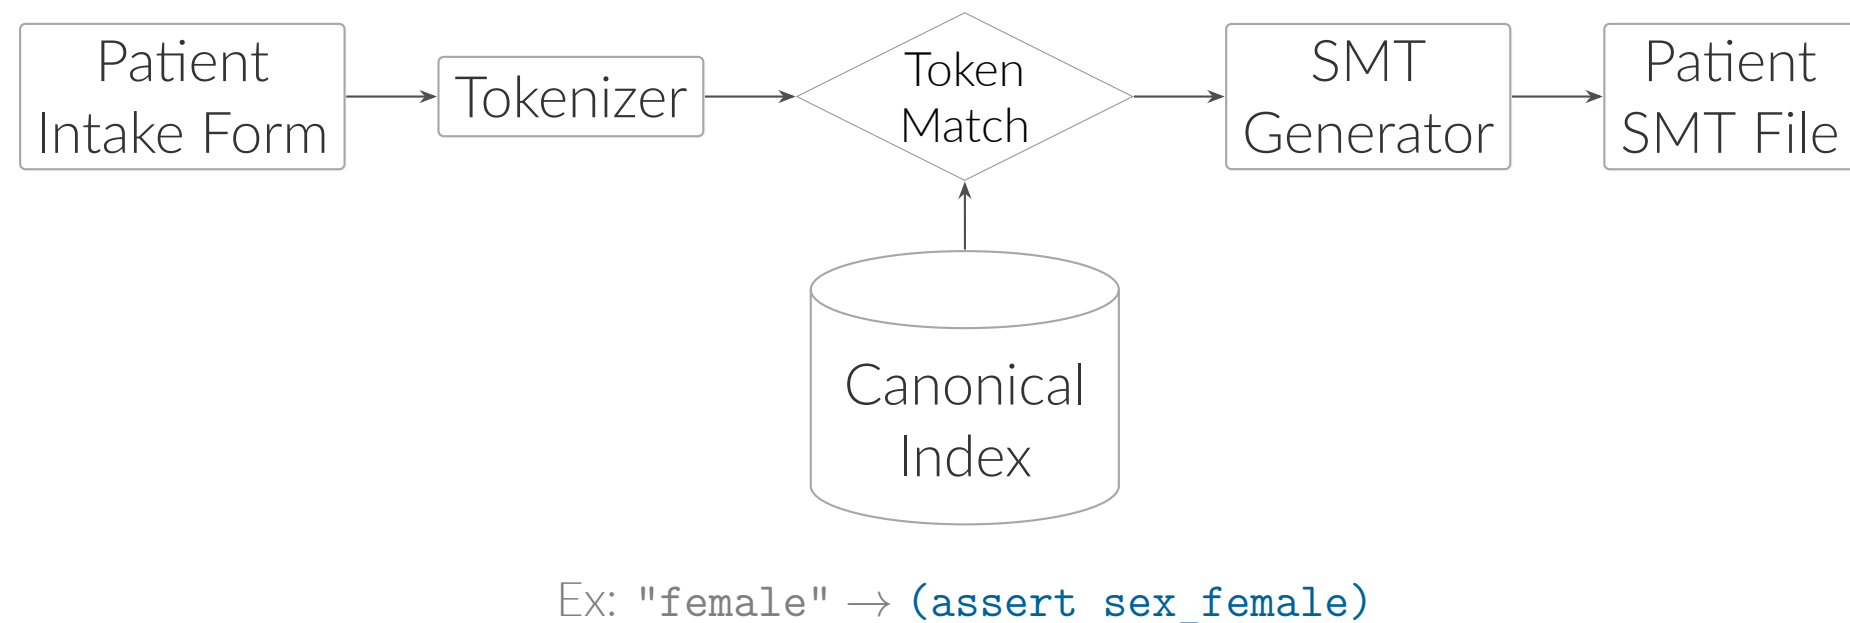 Patient
Intake Form
Tokenizer
Token
Match
SMT
Generator
Patient
SMT File
Canonical
Index
Ex: "female" → (assert sex_female)